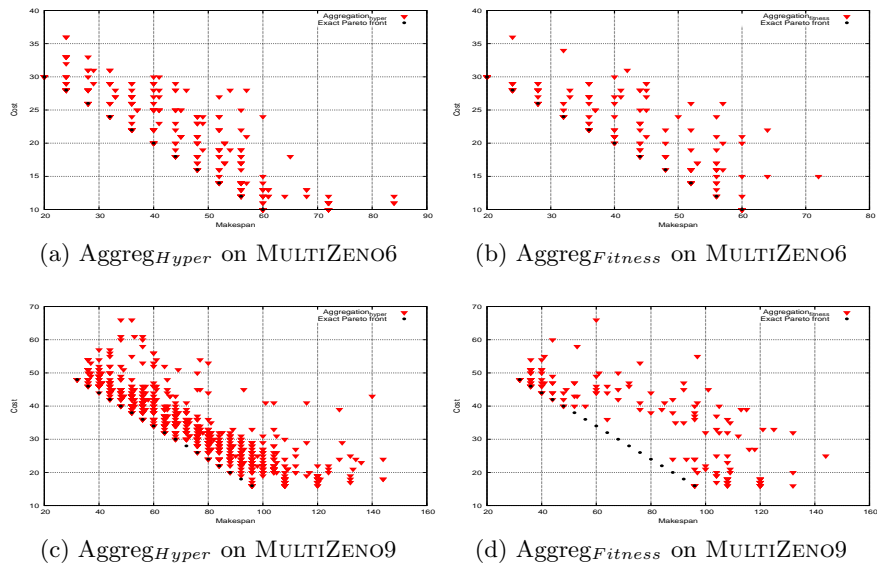 40
35
30
25
20
15
10
Cost
20 30 40 50 60 70 80 90
Makespan
Aggregation_hyper
Exact Pareto front
(a) Aggreg_Hyper on MULTIZENO6
40
35
30
25
20
15
10
Cost
20 30 40 50 60 70 80
Makespan
Aggregation_fitness
Exact Pareto front
(b) Aggreg_Fitness on MULTIZENO6
70
60
50
40
30
20
10
Cost
20 40 60 80 100 120 140 160
Makespan
Aggregation_hyper
Exact Pareto front
(c) Aggreg_Hyper on MULTIZENO9
70
60
50
40
30
20
10
Cost
20 40 60 80 100 120 140 160
Makespan
Aggregation_fitness
Exact Pareto front
(d) Aggreg_Fitness on MULTIZENO9